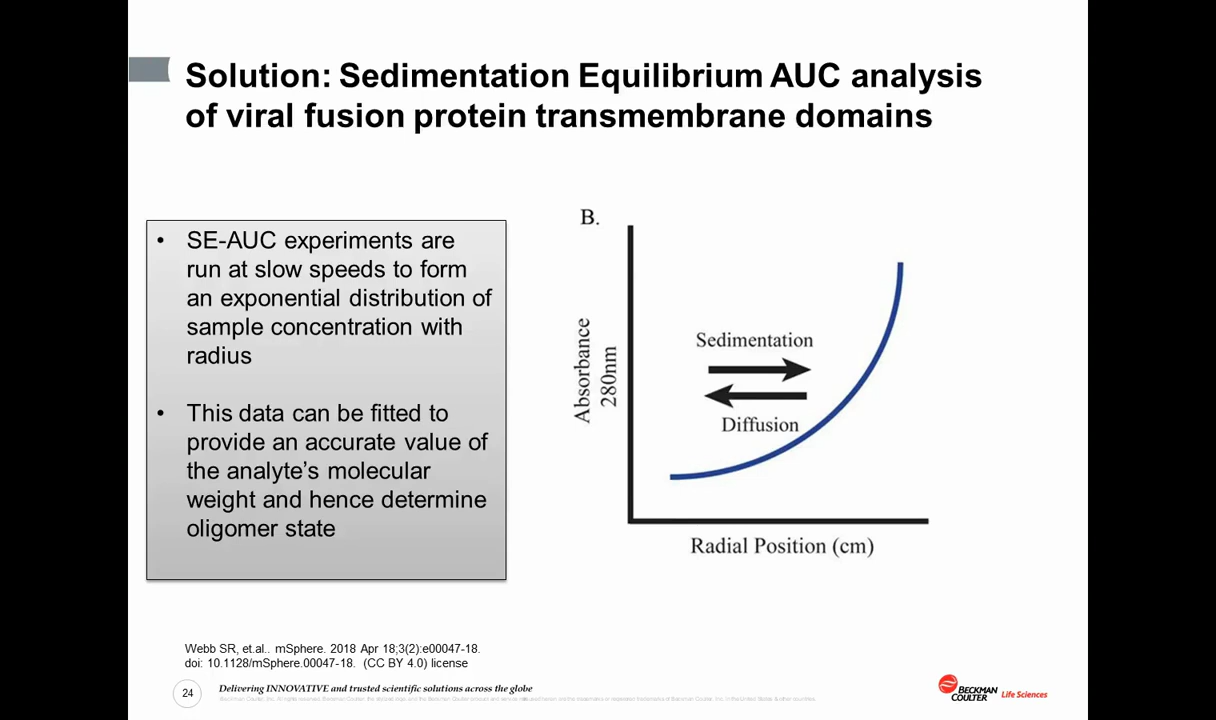 Solution: Sedimentation Equilibrium AUC analysis
of viral fusion protein transmembrane domains
• SE-AUC experiments are
run at slow speeds to form
an exponential distribution of
sample concentration with
radius
• This data can be fitted to
provide an accurate value of
the analyte’s molecular
weight and hence determine
oligomer state
B.
Absorbance
280nm
Sedimentation
Diffusion
Radial Position (cm)
Webb SR, et.al.. mSphere. 2018 Apr 18;3(2):e00047-18.
doi: 10.1128/mSphere.00047-18. (CC BY 4.0) license
24
Delivering INNOVATIVE and trusted scientific solutions across the globe
BECKMAN
COULTER Life Sciences